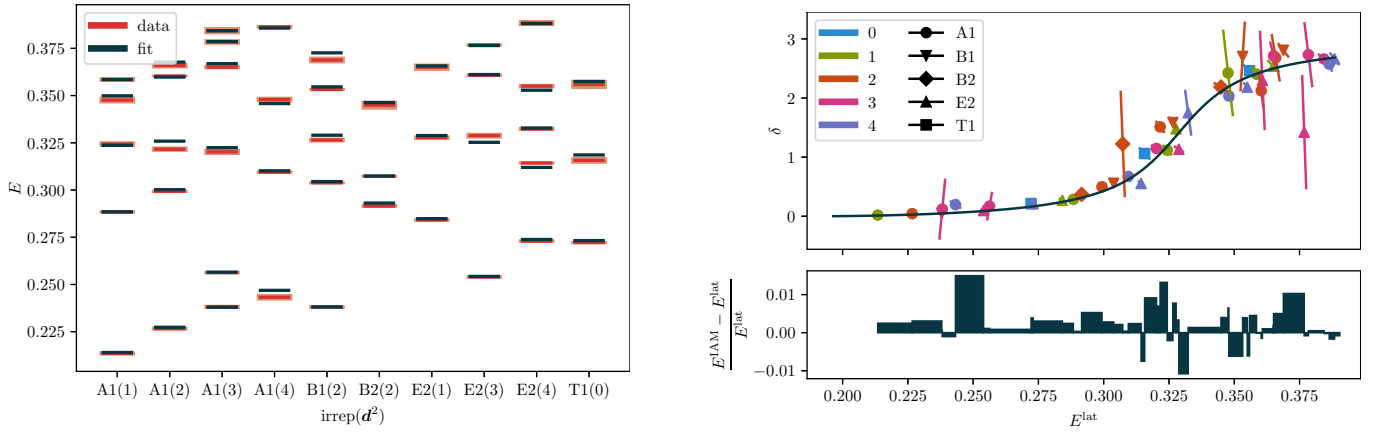 data
fit
E
0.375
0.350
0.325
0.300
0.275
0.250
0.225
A1(1) A1(2) A1(3) A1(4) B1(2) B2(2) E2(1) E2(3) E2(4) T1(0)
irrep(d²)
0 A1
1 B1
2 B2
3 E2
4 T1
δ
3
2
1
0
E^IAM − E^lat
E^lat
0.01
0.00
−0.01
0.200 0.225 0.250 0.275 0.300 0.325 0.350 0.375
E^lat